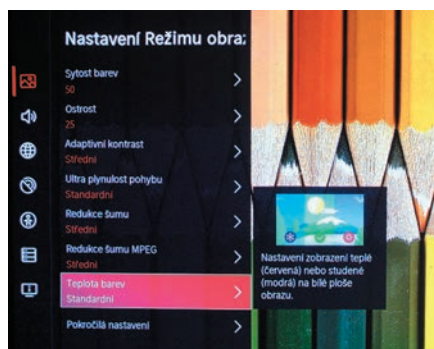 Nastavení Režimu obra
Sytost barev
50
Ostrost
25
Adaptivní kontrast
Střední
Ultra plynulost pohybu
Standardní
Redukce šumu
Střední
Redukce šumu MPEG
Střední
Teplota barev
Standardní
Pokročilá nastavení
Nastavení zobrazení teplé
(červená) nebo studené
(modrá) na bílé ploše
obrazu.